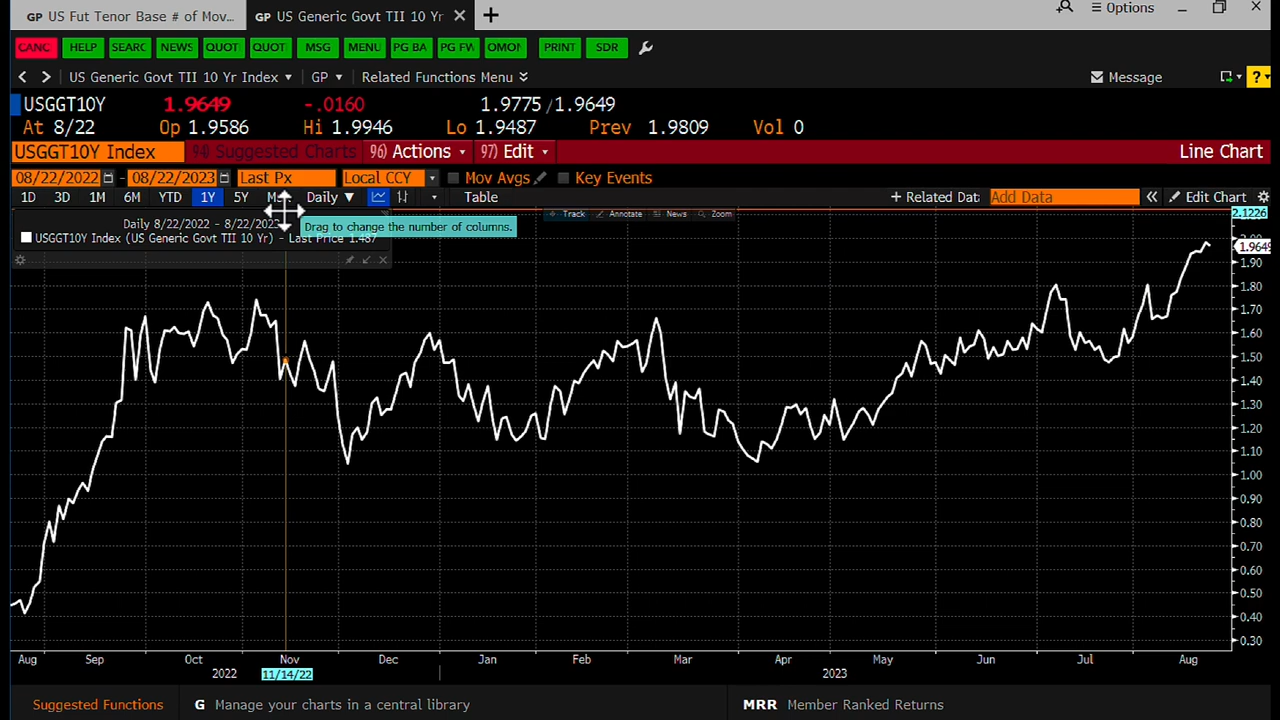 GP US Fut Tenor Base # of Mov... GP US Generic Govt TII 10 Yr
Options
CANC HELP SEARC NEWS QUOT QUOT MSG MENU PG BA PG FW OMON PRINT SDR
US Generic Govt TII 10 Yr Index GP Related Functions Menu Message ?
USGGT10Y 1.9649 -.0160 1.9775/1.9649
At 8/22 Op 1.9586 Hi 1.9946 Lo 1.9487 Prev 1.9809 Vol 0
USGGT10Y Index 94) Suggested Charts 96) Actions 97) Edit Line Chart
08/22/2022 - 08/22/2023 Last Px Local CCY Mov Avgs Key Events
1D 3D 1M 6M YTD 1Y 5Y Daily ▼ Table + Related Dat Add Data « Edit Chart
Track Annotate News Zoom
2.1226
Daily 8/22/2022 - 8/22/2023
Drag to change the number of columns.
USGGT10Y Index (US Generic Govt TII 10 Yr) - Last Price 1.487
2.00
1.9649
1.90
1.80
1.70
1.60
1.50
1.40
1.30
1.20
1.10
1.00
0.90
0.80
0.70
0.60
0.50
0.40
0.30
Aug Sep Oct Nov Dec Jan Feb Mar Apr May Jun Jul Aug
2022 11/14/22 2023
Suggested Functions G Manage your charts in a central library MRR Member Ranked Returns